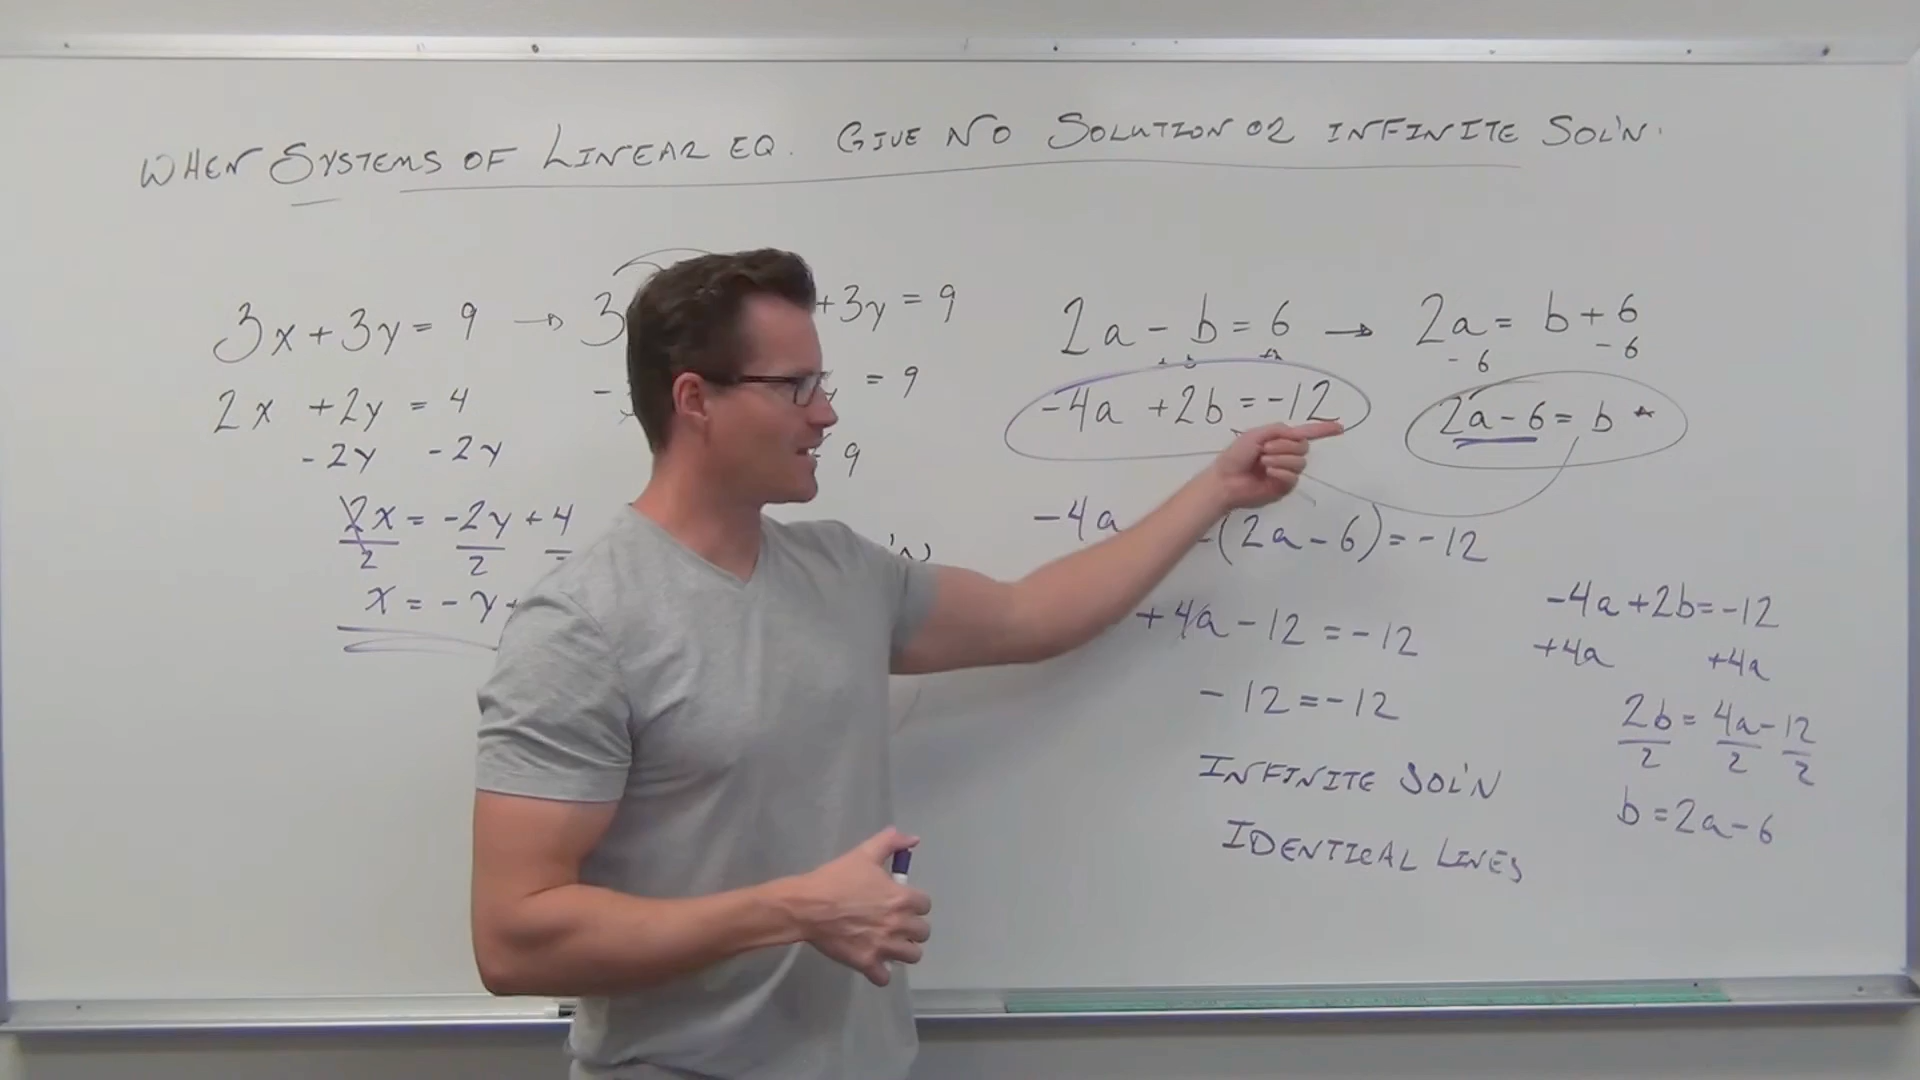 WHEN SYSTEMS OF LINEAR EQ. GIVE NO SOLUTION OR INFINITE SOL'N.
3x + 3y = 9 → 3
+3y = 9
2x + 2y = 4
= 9
-2y -2y
9
2x = -2y + 4
2 2
x = -y +
2a - b = 6 → 2a = b + 6
-6 -6
-4a + 2b = -12
2a - 6 = b *
-4a (2a - 6) = -12
+4a - 12 = -12
-12 = -12
INFINITE SOL'N
IDENTICAL LINES
-4a + 2b = -12
+4a +4a
2b = 4a - 12
2 2 2
b = 2a - 6